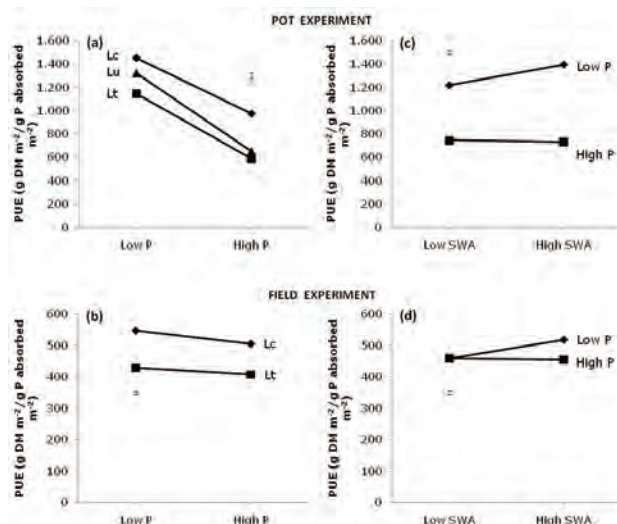 POT EXPERIMENT
(a)
PUE (g DM m⁻²/g P absorbed m⁻²)
1.600
1.400
1.200
1.000
800
600
400
200
0
Lc
Lu
Lt
Low P
High P
(c)
PUE (g DM m⁻²/g P absorbed m⁻²)
1.600
1.400
1.200
1.000
800
600
400
200
0
Low P
High P
Low SWA
High SWA
FIELD EXPERIMENT
(b)
PUE (g DM m⁻²/g P absorbed m⁻²)
600
500
400
300
200
100
0
Lc
Lt
Low P
High P
(d)
PUE (g DM m⁻²/g P absorbed m⁻²)
600
500
400
300
200
100
0
Low P
High P
Low SWA
High SWA